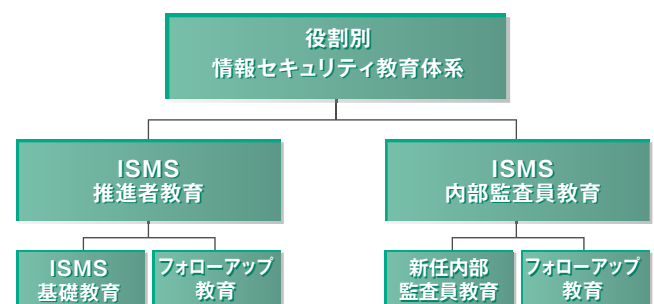 役割別
情報セキュリティ教育体系
ISMS
推進者教育
ISMS
内部監査員教育
ISMS
基礎教育
フォローアップ
教育
新任内部
監査員教育
フォローアップ
教育